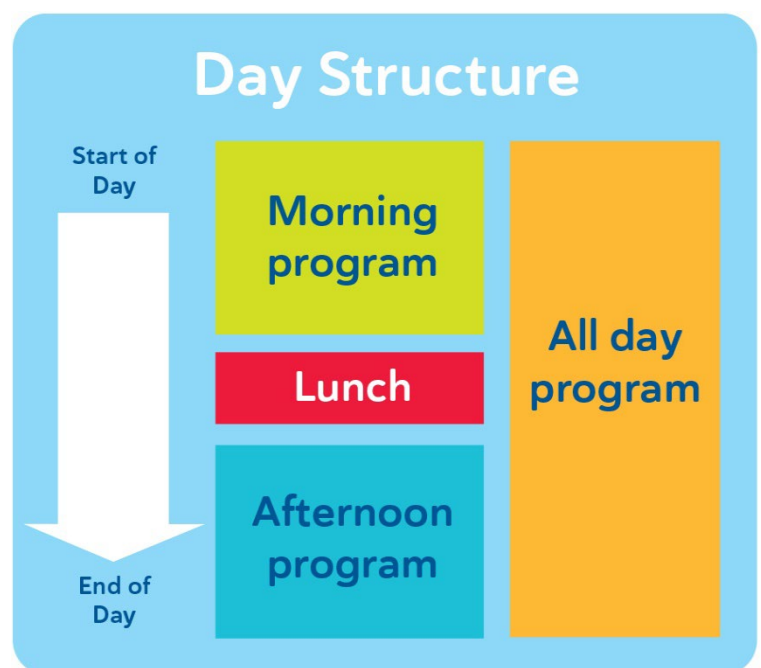 Day Structure
Start of
Day
Morning
program
Lunch
Afternoon
program
All day
program
End of
Day